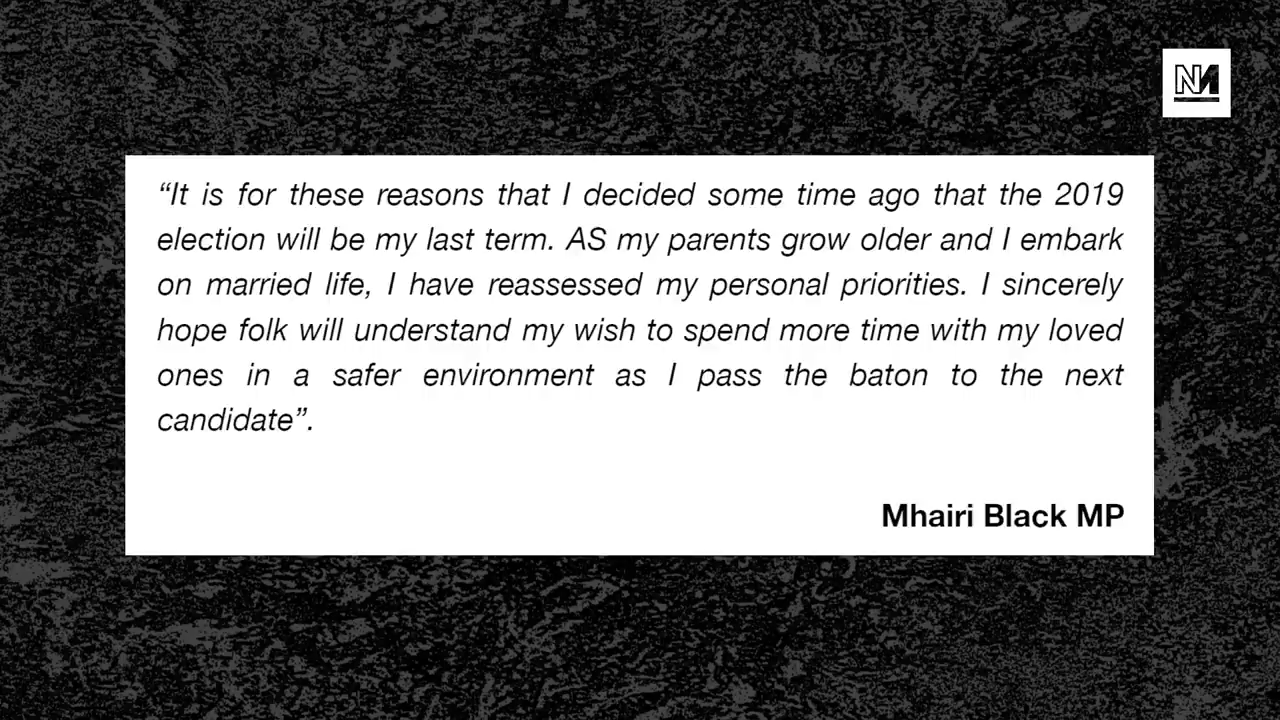 NM
“It is for these reasons that I decided some time ago that the 2019
election will be my last term. AS my parents grow older and I embark
on married life, I have reassessed my personal priorities. I sincerely
hope folk will understand my wish to spend more time with my loved
ones in a safer environment as I pass the baton to the next
candidate”.
Mhairi Black MP